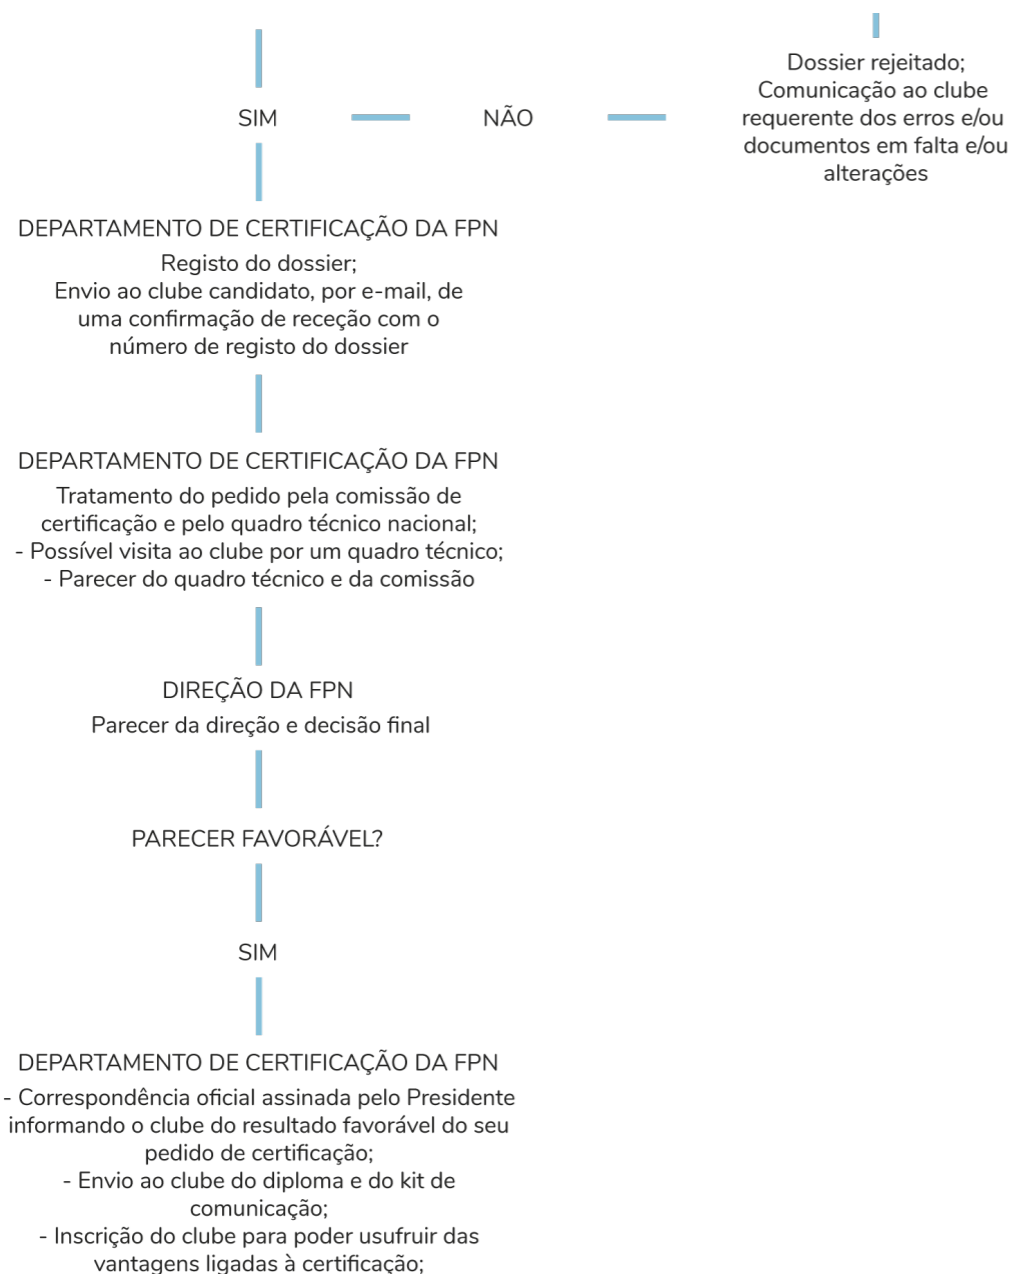 SIM
NÃO
Dossier rejeitado;
Comunicação ao clube
requerente dos erros e/ou
documentos em falta e/ou
alterações
DEPARTAMENTO DE CERTIFICAÇÃO DA FPN
Registo do dossier;
Envio ao clube candidato, por e-mail, de
uma confirmação de receção com o
número de registo do dossier
DEPARTAMENTO DE CERTIFICAÇÃO DA FPN
Tratamento do pedido pela comissão de
certificação e pelo quadro técnico nacional;
- Possível visita ao clube por um quadro técnico;
- Parecer do quadro técnico e da comissão
DIREÇÃO DA FPN
Parecer da direção e decisão final
PARECER FAVORÁVEL?
SIM
DEPARTAMENTO DE CERTIFICAÇÃO DA FPN
- Correspondência oficial assinada pelo Presidente
informando o clube do resultado favorável do seu
pedido de certificação;
- Envio ao clube do diploma e do kit de
comunicação;
- Inscrição do clube para poder usufruir das
vantagens ligadas à certificação;